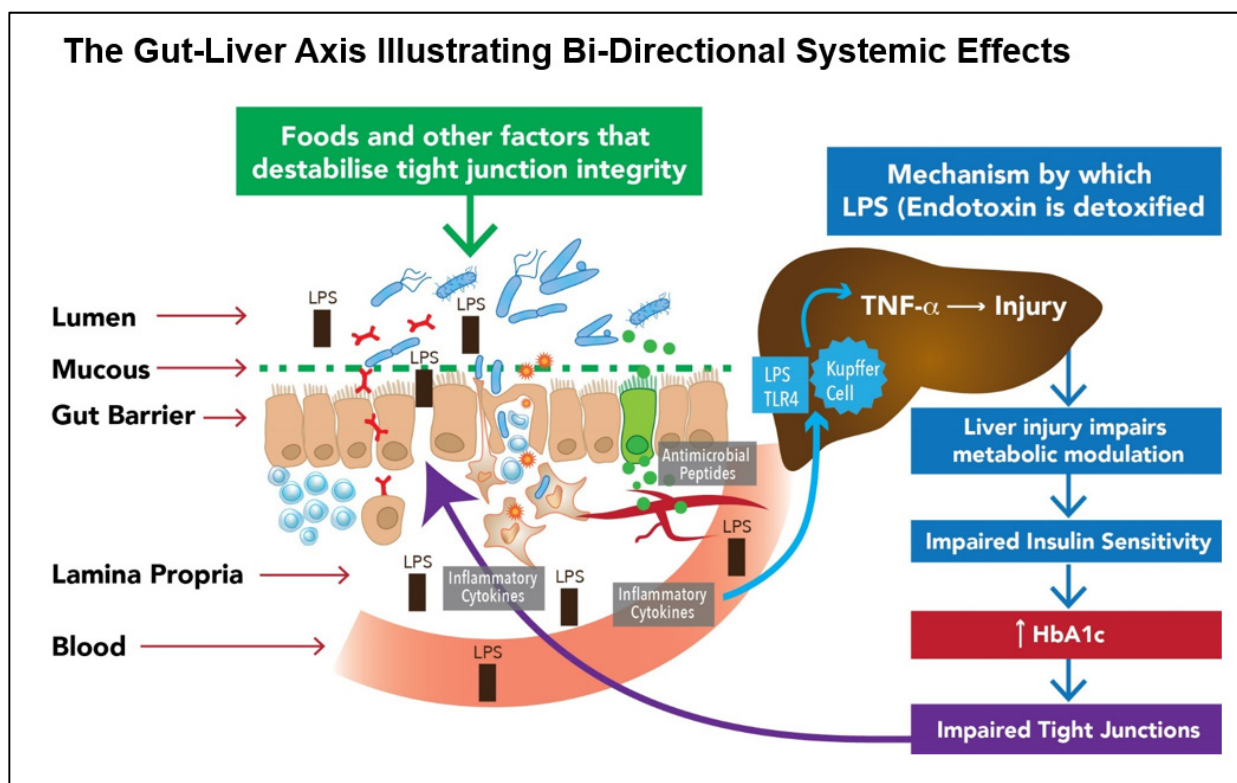 The Gut-Liver Axis Illustrating Bi-Directional Systemic Effects
Foods and other factors that
destabilise tight junction integrity
Mechanism by which
LPS (Endotoxin is detoxified
LPS
LPS
LPS
Lumen
Mucous
Gut Barrier
Lamina Propria
Blood
Antimicrobial
Peptides
LPS
LPS
LPS
LPS
Inflammatory
Cytokines
Inflammatory
Cytokines
TNF-α → Injury
LPS
TLR4
Kupffer
Cell
Liver injury impairs
metabolic modulation
Impaired Insulin Sensitivity
↑ HbA1c
Impaired Tight Junctions